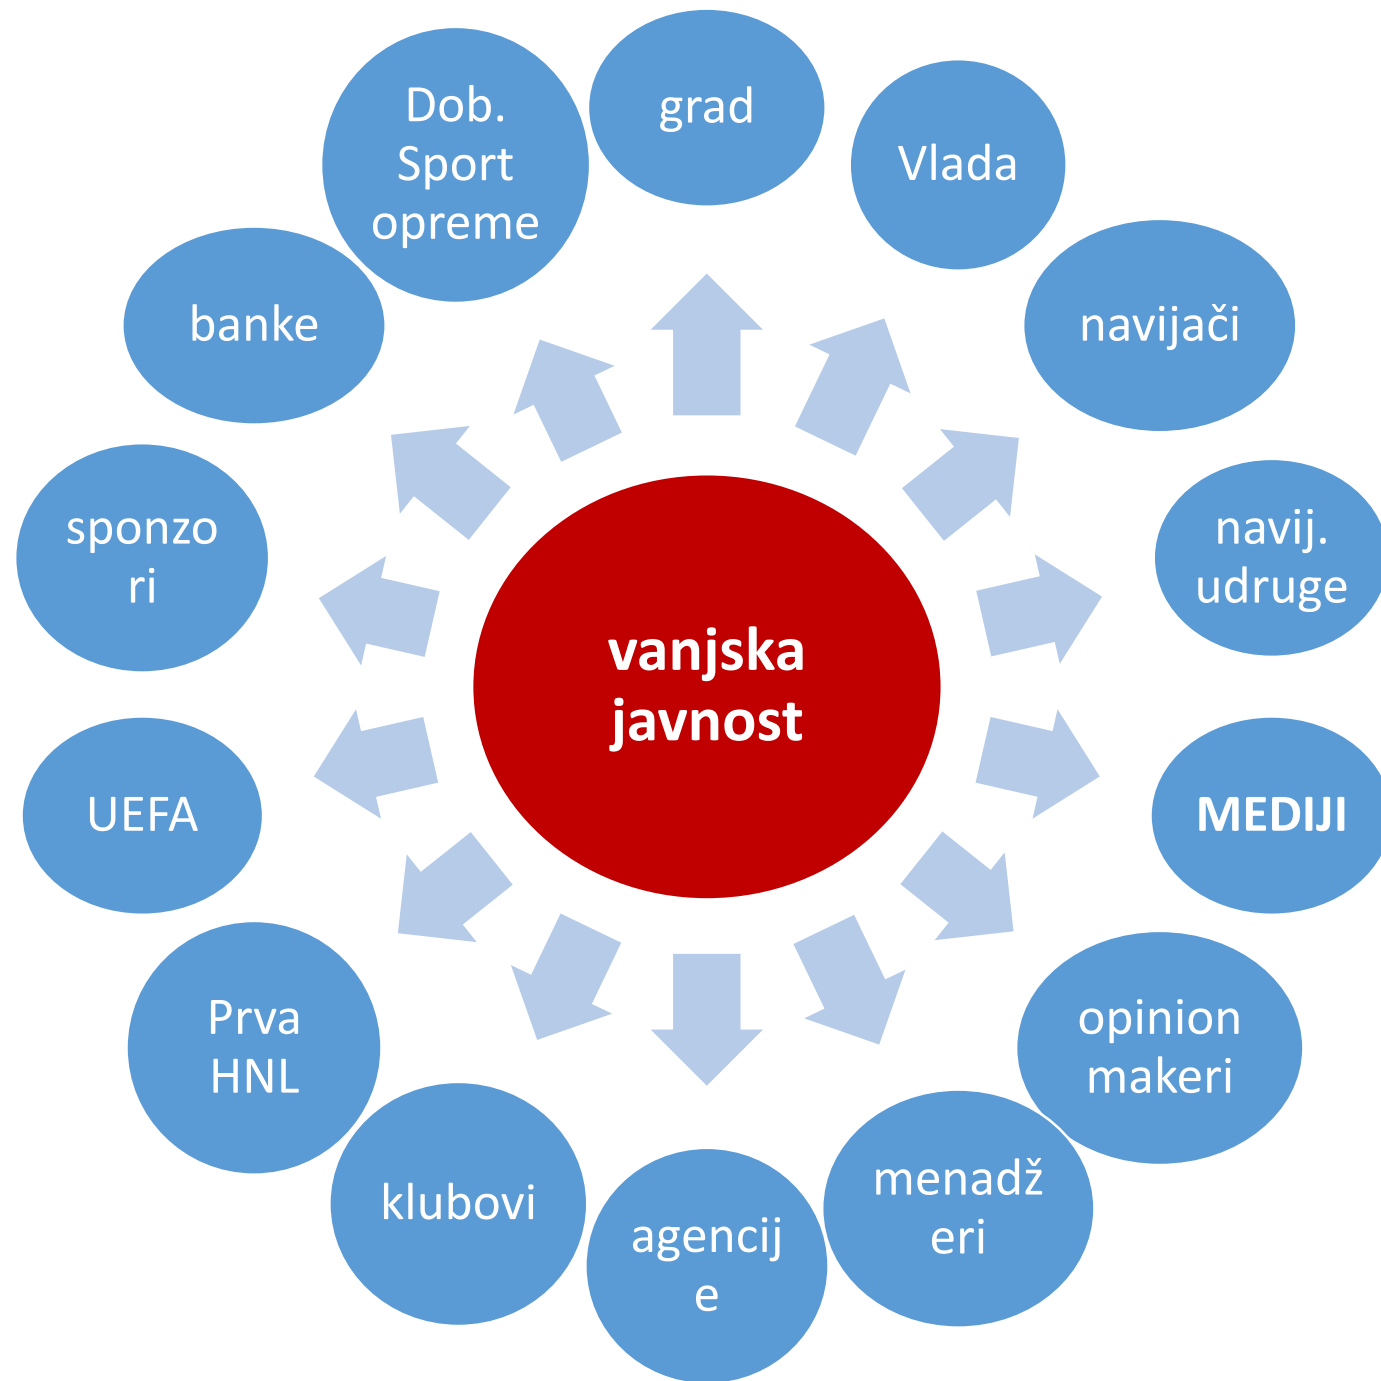 grad
Vlada
navijači
navij.
udruge
MEDIJI
opinion
makeri
menadž
eri
agencij
e
klubovi
Prva
HNL
UEFA
sponzo
ri
banke
Dob.
Sport
opreme
vanjska
javnost